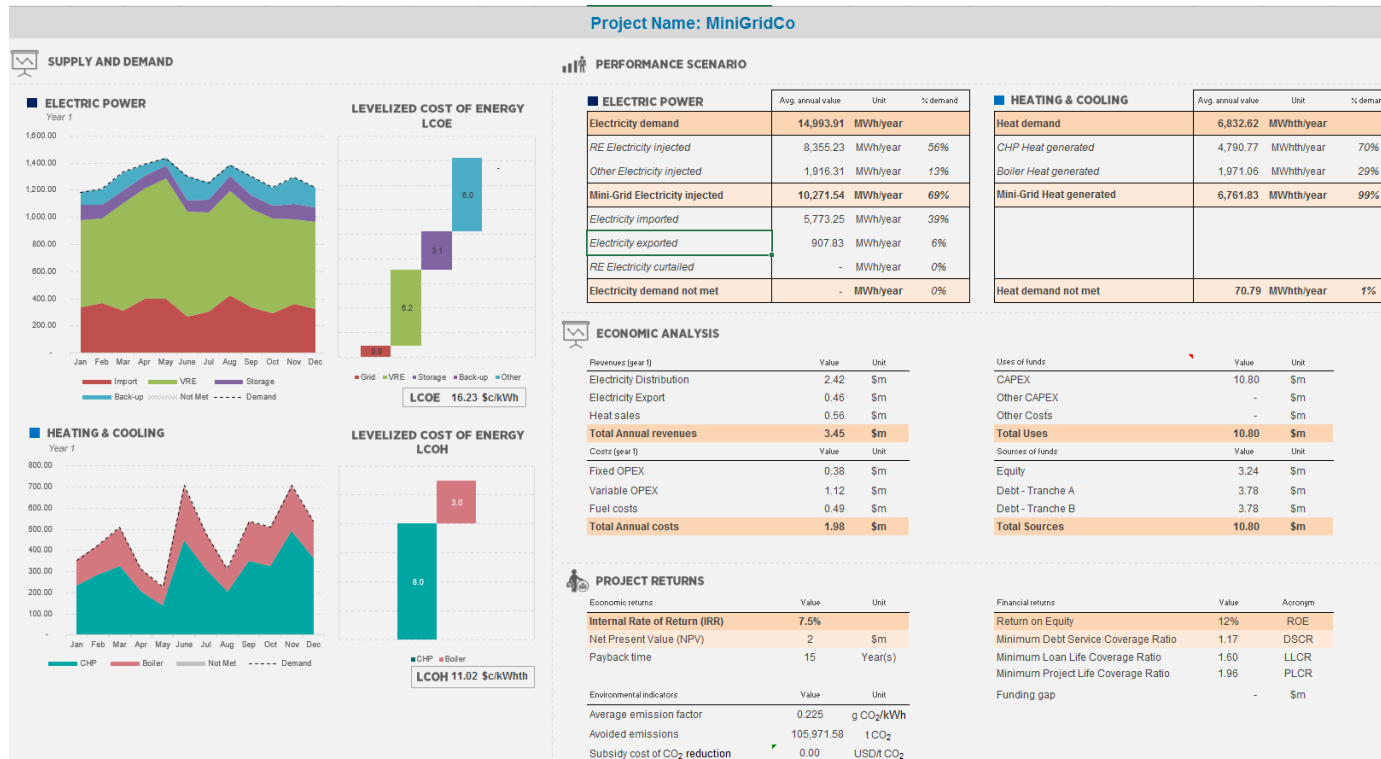 Project Name: MiniGridCo
SUPPLY AND DEMAND
ELECTRIC POWER
Year 1
LEVELIZED COST OF ENERGY
LCOE
1,600.00
1,400.00
1,200.00
1,000.00
800.00
600.00
400.00
200.00
-
Jan Feb Mar Apr May June Jul Aug Sep Oct Nov Dec
Import VRE Storage
Back-up Not Met Demand
-
6.0
3.1
6.2
0.9
Grid VRE Storage Back-up Other
LCOE 16.23 $c/kWh
HEATING & COOLING
Year 1
LEVELIZED COST OF ENERGY
LCOH
800.00
700.00
600.00
500.00
400.00
300.00
200.00
100.00
-
Jan Feb Mar Apr May June Jul Aug Sep Oct Nov Dec
CHP Boiler Not Met Demand
3.0
8.0
CHP Boiler
LCOH 11.02 $c/kWhth
PERFORMANCE SCENARIO
ELECTRIC POWER Avg. annual value Unit % demand
Electricity demand 14,993.91 MWh/year
RE Electricity injected 8,355.23 MWh/year 56%
Other Electricity injected 1,916.31 MWh/year 13%
Mini-Grid Electricity injected 10,271.54 MWh/year 69%
Electricity imported 5,773.25 MWh/year 39%
Electricity exported 907.83 MWh/year 6%
RE Electricity curtailed - MWh/year 0%
Electricity demand not met - MWh/year 0%
HEATING & COOLING Avg. annual value Unit % demar
Heat demand 6,832.62 MWhth/year
CHP Heat generated 4,790.77 MWhth/year 70%
Boiler Heat generated 1,971.06 MWhth/year 29%
Mini-Grid Heat generated 6,761.83 MWhth/year 99%
Heat demand not met 70.79 MWhth/year 1%
ECONOMIC ANALYSIS
Revenues (year 1) Value Unit
Electricity Distribution 2.42 $m
Electricity Export 0.46 $m
Heat sales 0.56 $m
Total Annual revenues 3.45 $m
Costs (year 1) Value Unit
Fixed OPEX 0.38 $m
Variable OPEX 1.12 $m
Fuel costs 0.49 $m
Total Annual costs 1.98 $m
Uses of funds Value Unit
CAPEX 10.80 $m
Other CAPEX - $m
Other Costs - $m
Total Uses 10.80 $m
Sources of funds Value Unit
Equity 3.24 $m
Debt - Tranche A 3.78 $m
Debt - Tranche B 3.78 $m
Total Sources 10.80 $m
PROJECT RETURNS
Economic returns Value Unit
Internal Rate of Return (IRR) 7.5%
Net Present Value (NPV) 2 $m
Payback time 15 Year(s)
Environmental indicators Value Unit
Average emission factor 0.225 g CO2/kWh
Avoided emissions 105,971.58 t CO2
Subsidy cost of CO2 reduction 0.00 USD/t CO2
Financial returns Value Acronym
Return on Equity 12% ROE
Minimum Debt Service Coverage Ratio 1.17 DSCR
Minimum Loan Life Coverage Ratio 1.60 LLCR
Minimum Project Life Coverage Ratio 1.96 PLCR
Funding gap - $m